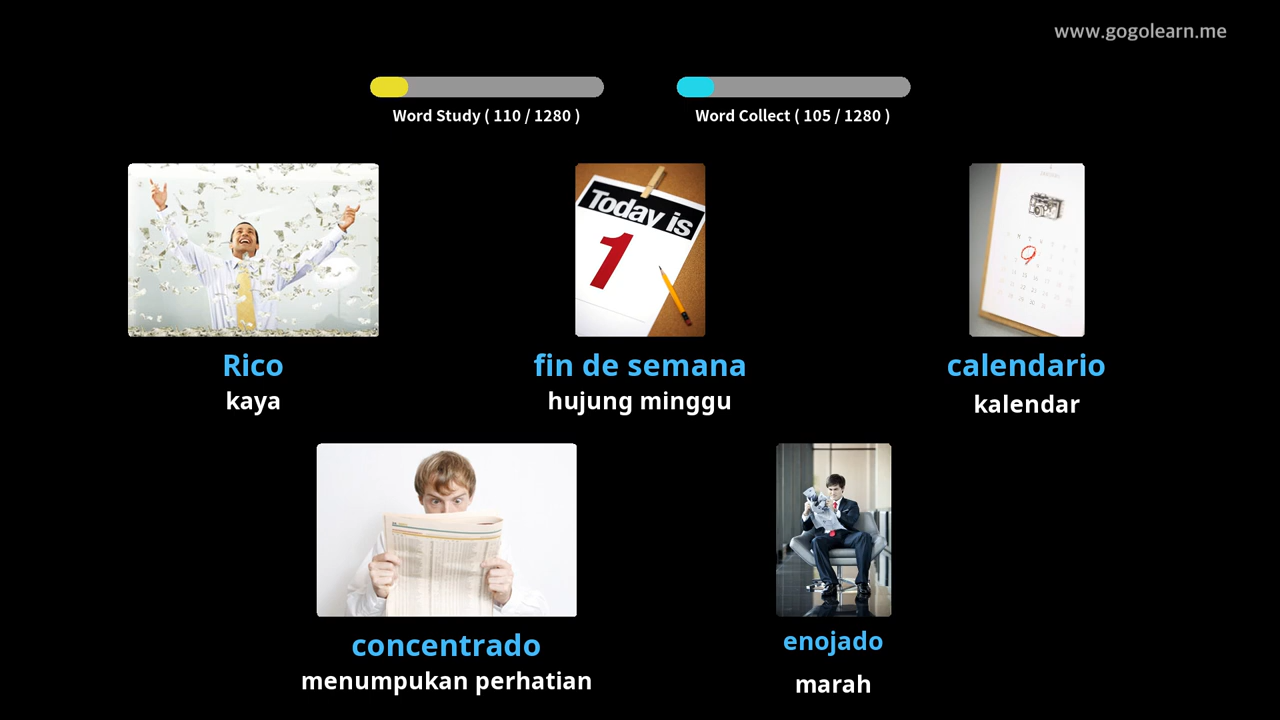 www.gogolearn.me
Word Study ( 110 / 1280 )
Word Collect ( 105 / 1280 )
Today is
1
9
Rico
kaya
fin de semana
hujung minggu
calendario
kalendar
concentrado
menumpukan perhatian
enojado
marah